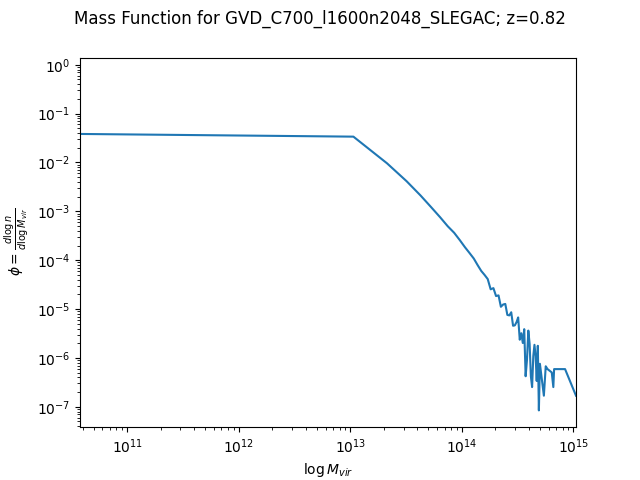 Mass Function for GVD_C700_l1600n2048_SLEGAC; z=0.82
10⁰
10⁻¹
10⁻²
10⁻³
10⁻⁴
10⁻⁵
10⁻⁶
10⁻⁷
ϕ = d log n / d log M_vir
10¹¹ 10¹² 10¹³ 10¹⁴ 10¹⁵
log M_vir